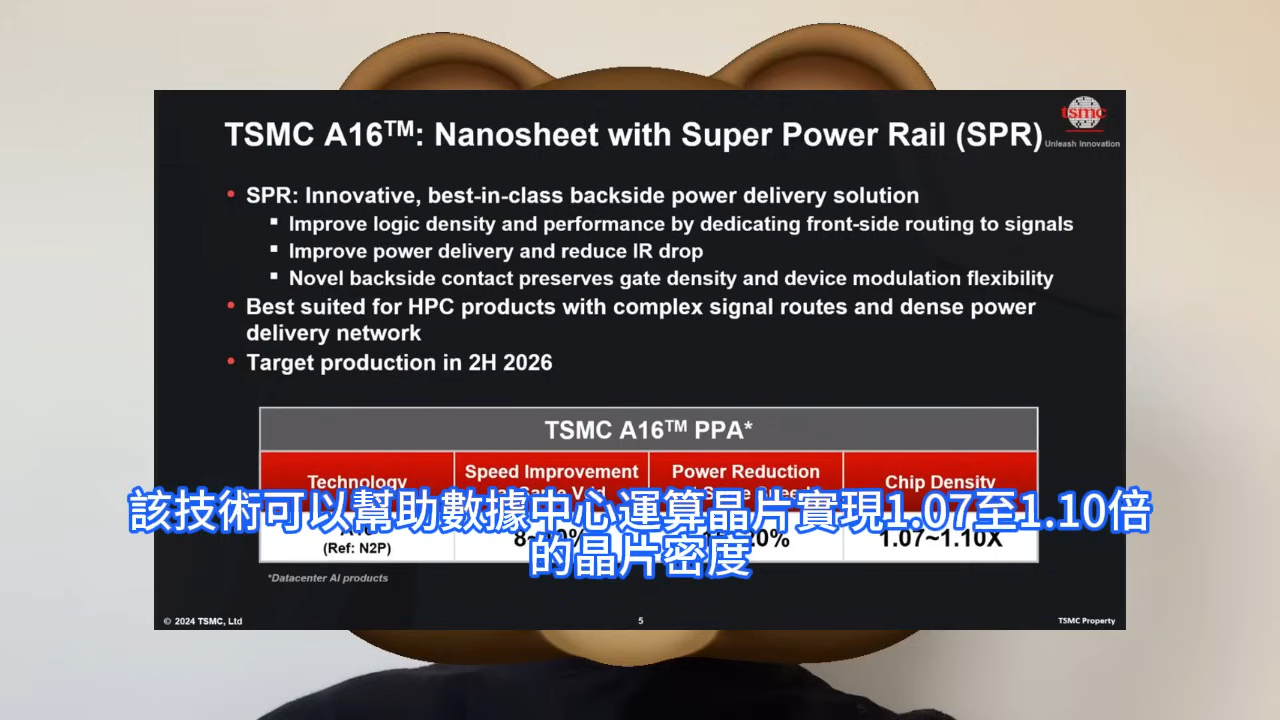 TSMC A16™: Nanosheet with Super Power Rail (SPR)
tsmc
Unleash Innovation
• SPR: Innovative, best-in-class backside power delivery solution
▪ Improve logic density and performance by dedicating front-side routing to signals
▪ Improve power delivery and reduce IR drop
▪ Novel backside contact preserves gate density and device modulation flexibility
• Best suited for HPC products with complex signal routes and dense power
delivery network
• Target production in 2H 2026
TSMC A16™ PPA*
Technology
Speed Improvement
Power Reduction
Chip Density
(Ref: N2P)
1.07~1.10X
該技術可以幫助數據中心運算晶片實現1.07至1.10倍
的晶片密度
*Datacenter AI products
© 2024 TSMC, Ltd
5
TSMC Property